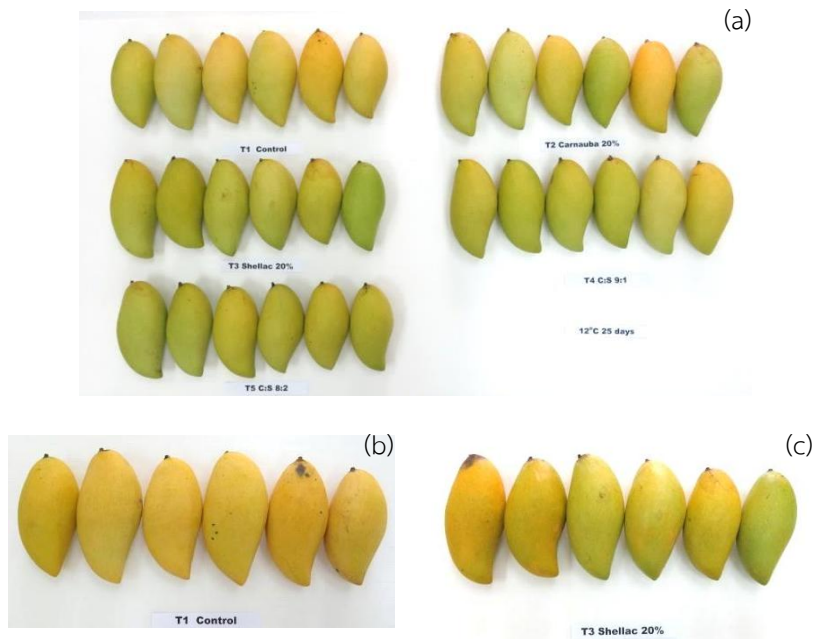 (a)
T1 Control
T2 Carnauba 20%
T3 Shellac 20%
T4 C:S 9:1
T5 C:S 8:2
12°C 25 days
(b)
T1 Control
(c)
T3 Shellac 20%